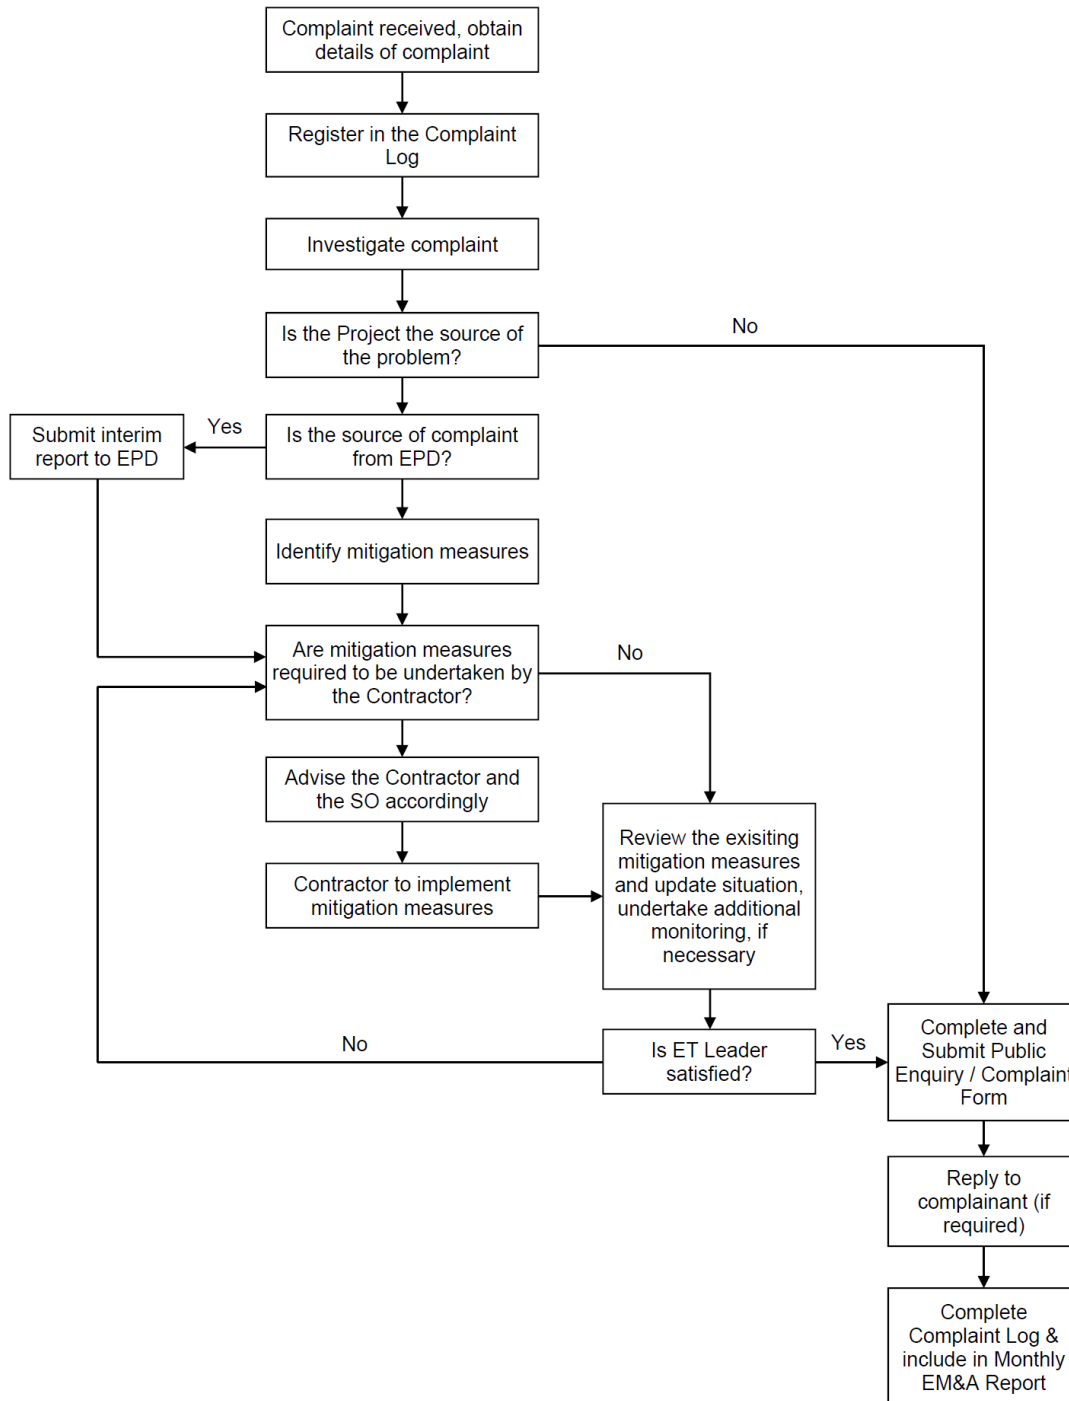 Complaint received, obtain
details of complaint
Register in the Complaint
Log
Investigate complaint
Is the Project the source of
the problem?
No
Submit interim
report to EPD
Yes
Is the source of complaint
from EPD?
Identify mitigation measures
Are mitigation measures
required to be undertaken by
the Contractor?
No
Advise the Contractor and
the SO accordingly
Contractor to implement
mitigation measures
Review the exisiting
mitigation measures
and update situation,
undertake additional
monitoring, if
necessary
No
Is ET Leader
satisfied?
Yes
Complete and
Submit Public
Enquiry / Complaint
Form
Reply to
complainant (if
required)
Complete
Complaint Log &
include in Monthly
EM&A Report